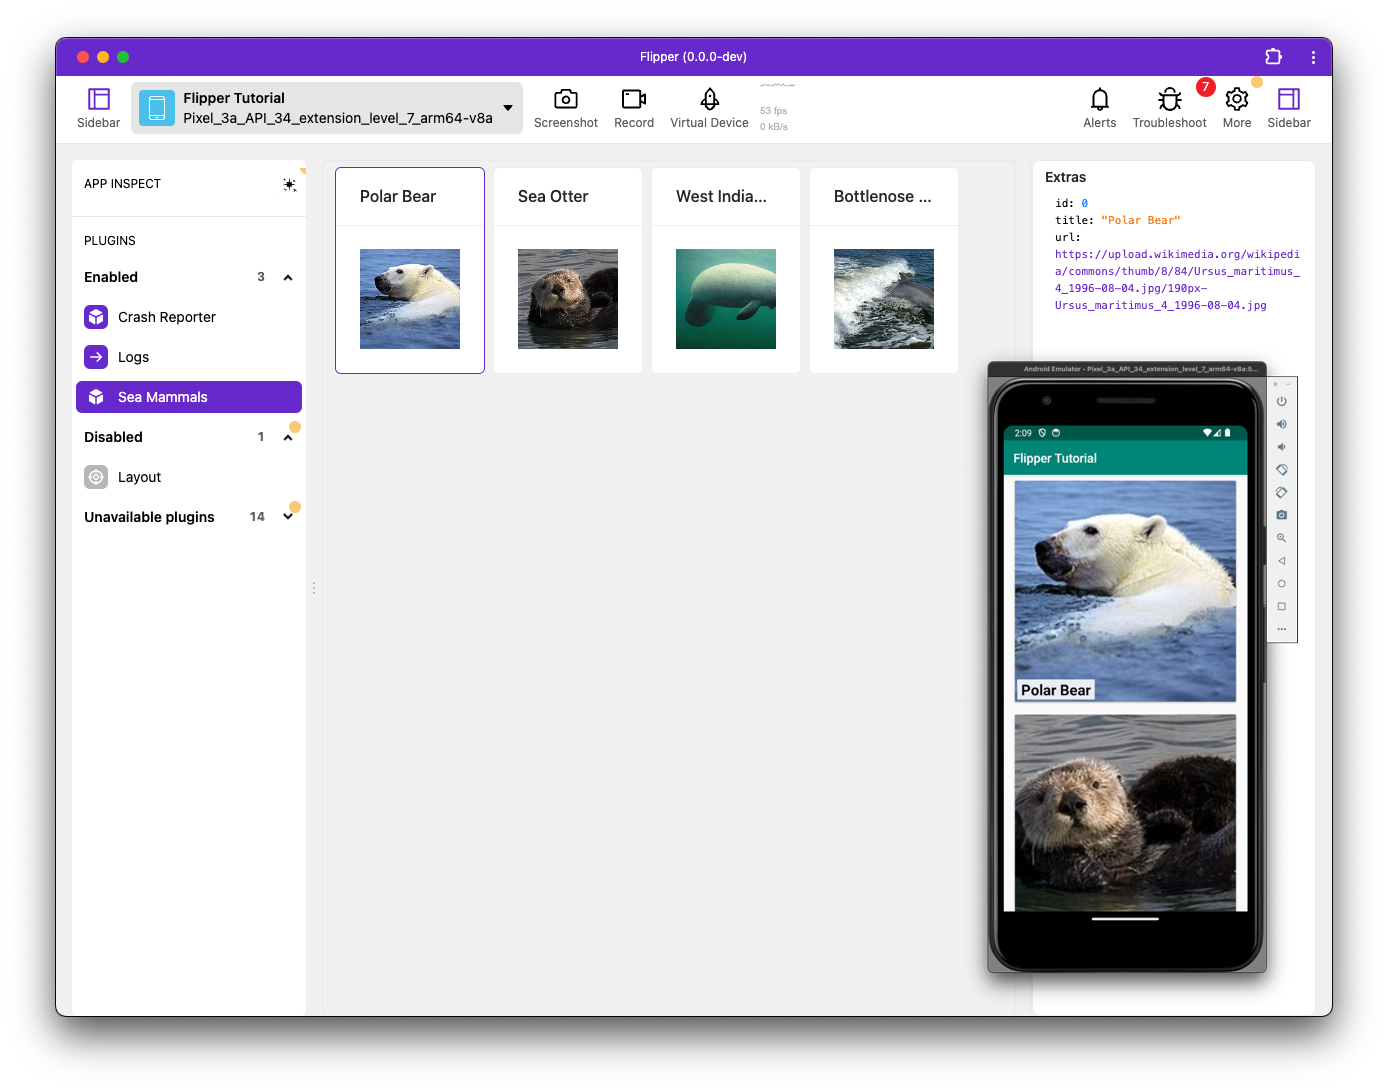 Flipper (0.0.0-dev)
Sidebar
Flipper Tutorial
Pixel_3a_API_34_extension_level_7_arm64-v8a
Screenshot
Record
Virtual Device
53 fps
0 kB/s
Alerts
7
Troubleshoot
More
Sidebar
APP INSPECT
PLUGINS
Enabled 3
Crash Reporter
Logs
Sea Mammals
Disabled 1
Layout
Unavailable plugins 14
Polar Bear
Sea Otter
West India...
Bottlenose ...
Extras
id: 0
title: "Polar Bear"
url:
https://upload.wikimedia.org/wikipedi
a/commons/thumb/8/84/Ursus_maritimus_
4_1996-08-04.jpg/190px-
Ursus_maritimus_4_1996-08-04.jpg
Android Emulator - Pixel_3a_API_34_extension_level_7_arm64-v8a:5...
2:09
Flipper Tutorial
Polar Bear